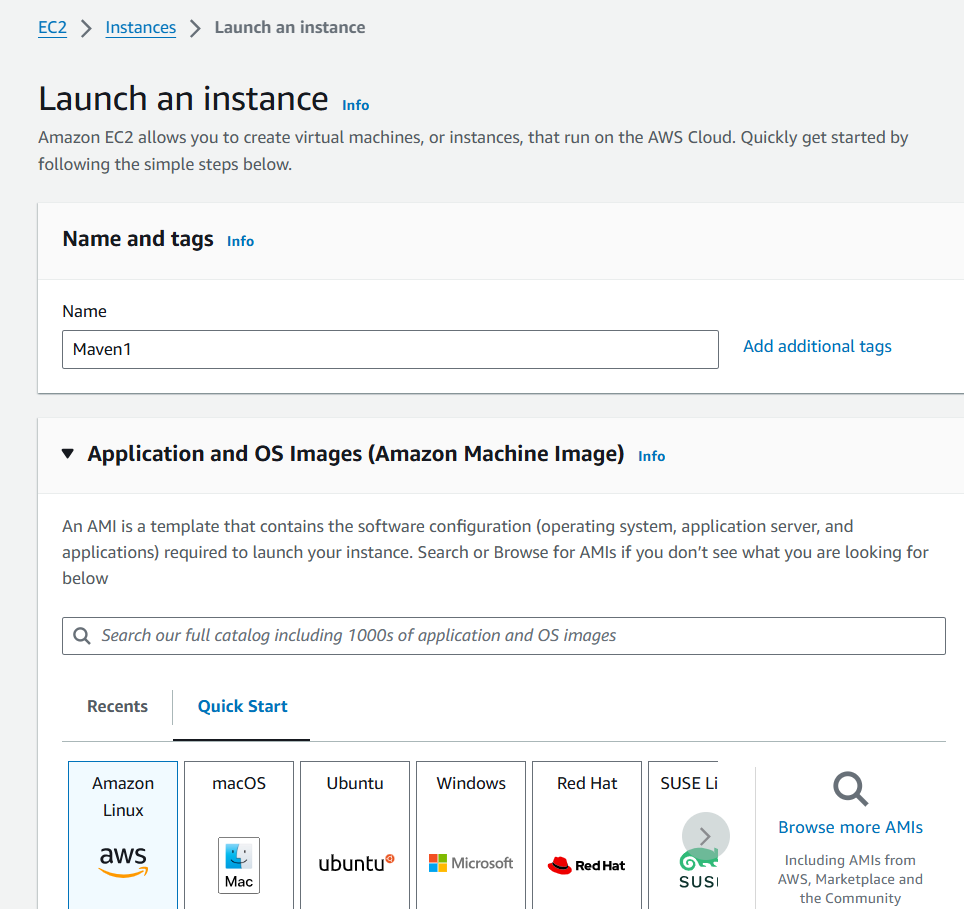 EC2 > Instances > Launch an instance
Launch an instance Info
Amazon EC2 allows you to create virtual machines, or instances, that run on the AWS Cloud. Quickly get started by
following the simple steps below.
Name and tags Info
Name
Maven1
Add additional tags
Application and OS Images (Amazon Machine Image) Info
An AMI is a template that contains the software configuration (operating system, application server, and
applications) required to launch your instance. Search or Browse for AMIs if you don’t see what you are looking for
below
Search our full catalog including 1000s of application and OS images
Recents
Quick Start
Amazon
Linux
aws
macOS
Mac
Ubuntu
ubuntu
Windows
Microsoft
Red Hat
Red Hat
SUSE Li
SUS
Browse more AMIs
Including AMIs from
AWS, Marketplace and
the Community